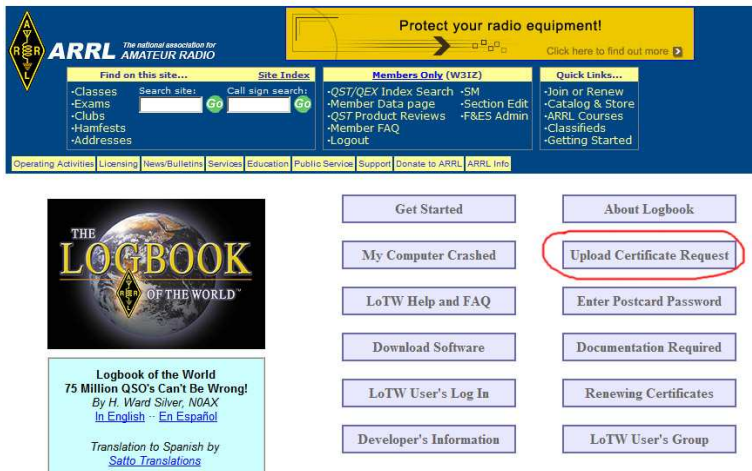 ARRL The national association for AMATEUR RADIO
Protect your radio equipment!
Click here to find out more
Find on this site... Site Index
·Classes
·Exams
·Clubs
·Hamfests
·Addresses
Search site: Go
Call sign search: Go
Members Only (W3IZ)
·QST/QEX Index Search ·SM
·Member Data page ·Section Edit
·QST Product Reviews ·F&ES Admin
·Member FAQ
·Logout
Quick Links...
·Join or Renew
·Catalog & Store
·ARRL Courses
·Classifieds
·Getting Started
Operating Activities Licensing News/Bulletins Services Education Public Service Support Donate to ARRL ARRL Info
THE
LOGBOOK
OF THE WORLD™
Logbook of the World
75 Million QSO's Can't Be Wrong!
By H. Ward Silver, N0AX
In English ·· En Español
Translation to Spanish by
Satto Translations
Get Started
About Logbook
My Computer Crashed
Upload Certificate Request
LoTW Help and FAQ
Enter Postcard Password
Download Software
Documentation Required
LoTW User's Log In
Renewing Certificates
Developer's Information
LoTW User's Group